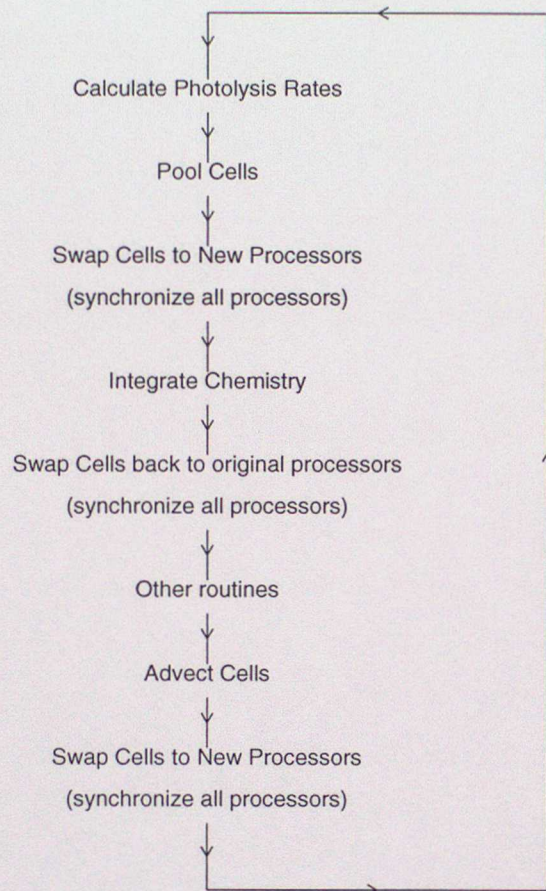 Calculate Photolysis Rates
Pool Cells
Swap Cells to New Processors
(synchronize all processors)
Integrate Chemistry
Swap Cells back to original processors
(synchronize all processors)
Other routines
Advect Cells
Swap Cells to New Processors
(synchronize all processors)